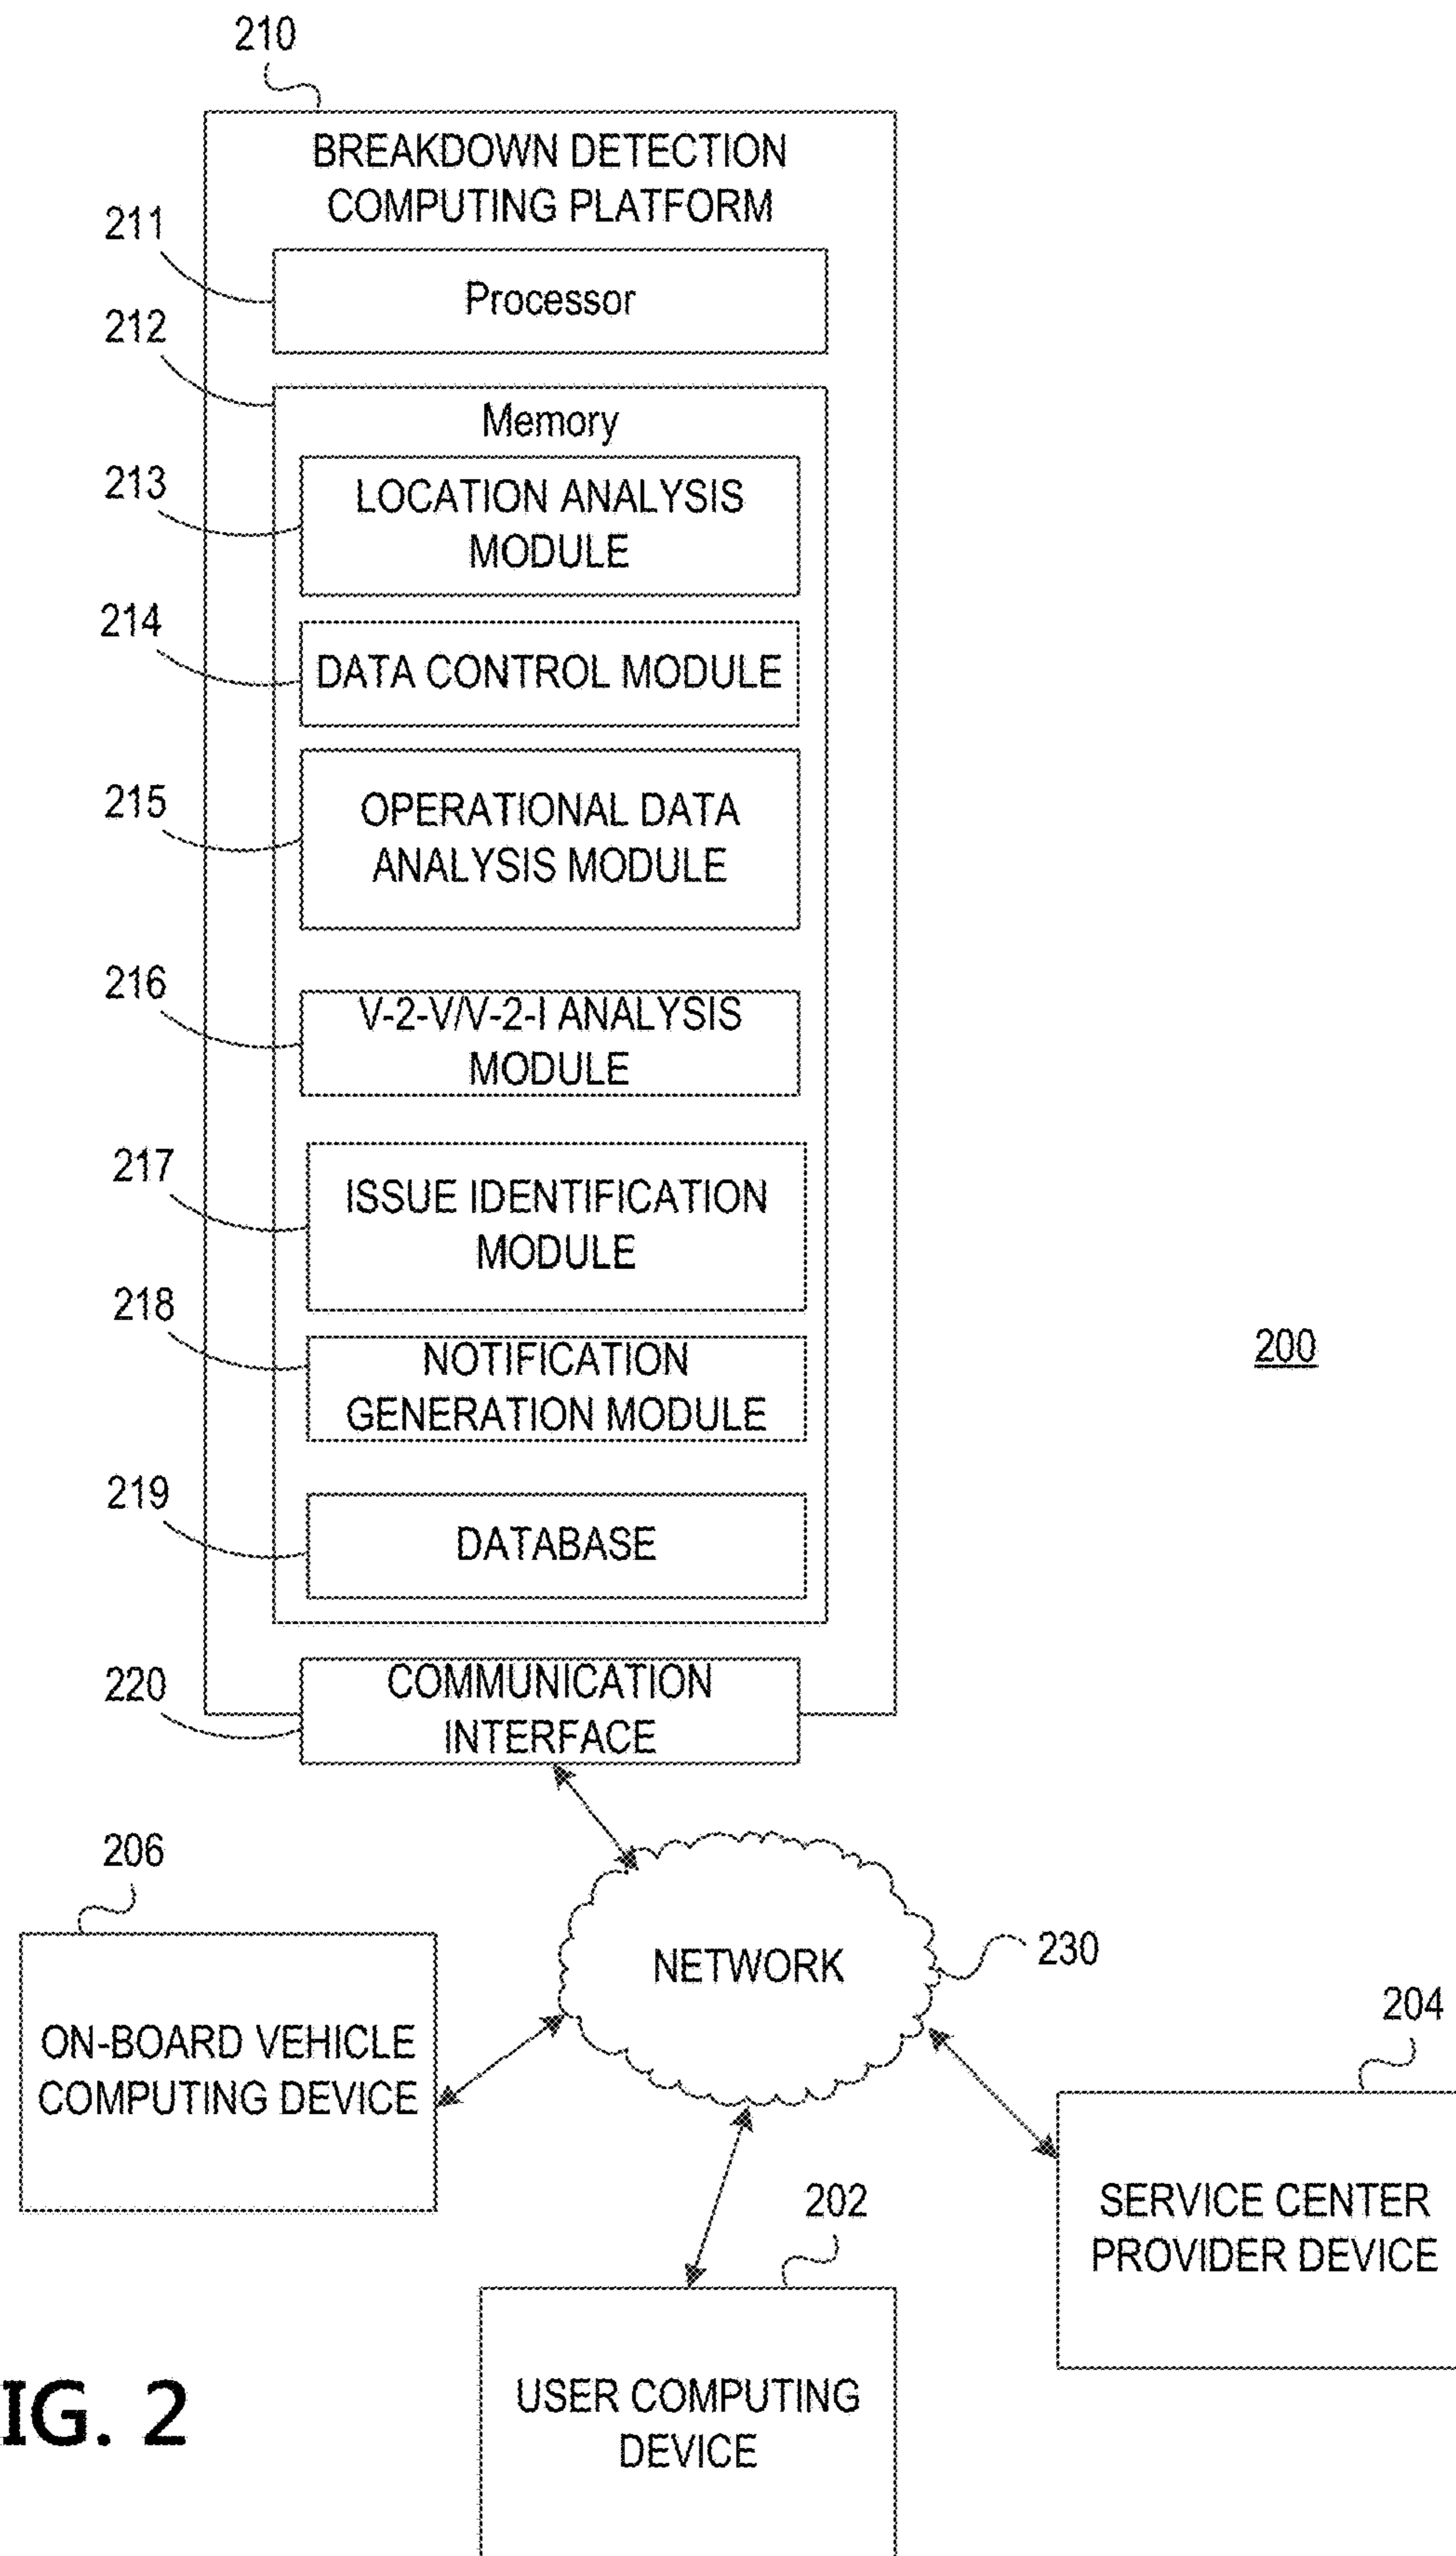 210
BREAKDOWN DETECTION
COMPUTING PLATFORM
211
Processor
212
Memory
213
LOCATION ANALYSIS
MODULE
214
DATA CONTROL MODULE
215
OPERATIONAL DATA
ANALYSIS MODULE
216
V-2-V/V-2-I ANALYSIS
MODULE
217
ISSUE IDENTIFICATION
MODULE
218
NOTIFICATION
GENERATION MODULE
200
219
DATABASE
220
COMMUNICATION
INTERFACE
206
ON-BOARD VEHICLE
COMPUTING DEVICE
NETWORK
230
204
SERVICE CENTER
PROVIDER DEVICE
202
USER COMPUTING
DEVICE
IG. 2